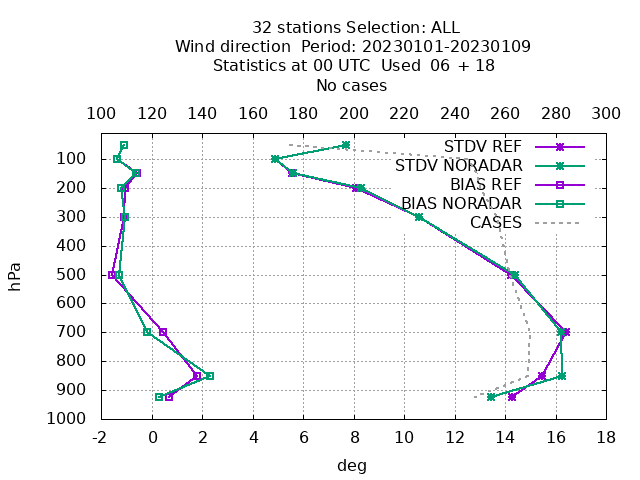 32 stations Selection: ALL
Wind direction  Period: 20230101-20230109
Statistics at 00 UTC  Used  06 + 18
No cases
100 120 140 160 180 200 220 240 260 280 300
STDV REF
STDV NORADAR
BIAS REF
BIAS NORADAR
CASES
100
200
300
400
500
600
700
800
900
1000
hPa
-2 0 2 4 6 8 10 12 14 16 18
deg